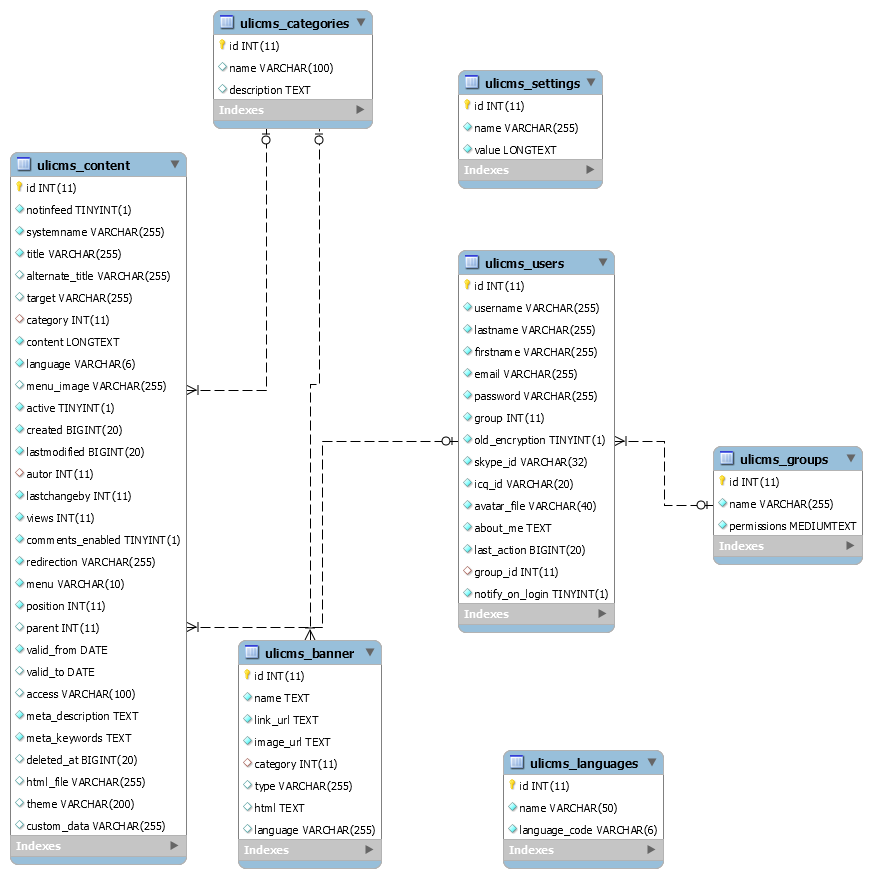 ulicms_categories
id INT(11)
name VARCHAR(100)
description TEXT
Indexes
ulicms_settings
id INT(11)
name VARCHAR(255)
value LONGTEXT
Indexes
ulicms_content
id INT(11)
notinfeed TINYINT(1)
systemname VARCHAR(255)
title VARCHAR(255)
alternate_title VARCHAR(255)
target VARCHAR(255)
category INT(11)
content LONGTEXT
language VARCHAR(6)
menu_image VARCHAR(255)
active TINYINT(1)
created BIGINT(20)
lastmodified BIGINT(20)
autor INT(11)
lastchangeby INT(11)
views INT(11)
comments_enabled TINYINT(1)
redirection VARCHAR(255)
menu VARCHAR(10)
position INT(11)
parent INT(11)
valid_from DATE
valid_to DATE
access VARCHAR(100)
meta_description TEXT
meta_keywords TEXT
deleted_at BIGINT(20)
html_file VARCHAR(255)
theme VARCHAR(200)
custom_data VARCHAR(255)
Indexes
ulicms_users
id INT(11)
username VARCHAR(255)
lastname VARCHAR(255)
firstname VARCHAR(255)
email VARCHAR(255)
password VARCHAR(255)
group INT(11)
old_encryption TINYINT(1)
skype_id VARCHAR(32)
icq_id VARCHAR(20)
avatar_file VARCHAR(40)
about_me TEXT
last_action BIGINT(20)
group_id INT(11)
notify_on_login TINYINT(1)
Indexes
ulicms_groups
id INT(11)
name VARCHAR(255)
permissions MEDIUMTEXT
Indexes
ulicms_banner
id INT(11)
name TEXT
link_url TEXT
image_url TEXT
category INT(11)
type VARCHAR(255)
html TEXT
language VARCHAR(255)
Indexes
ulicms_languages
id INT(11)
name VARCHAR(50)
language_code VARCHAR(6)
Indexes